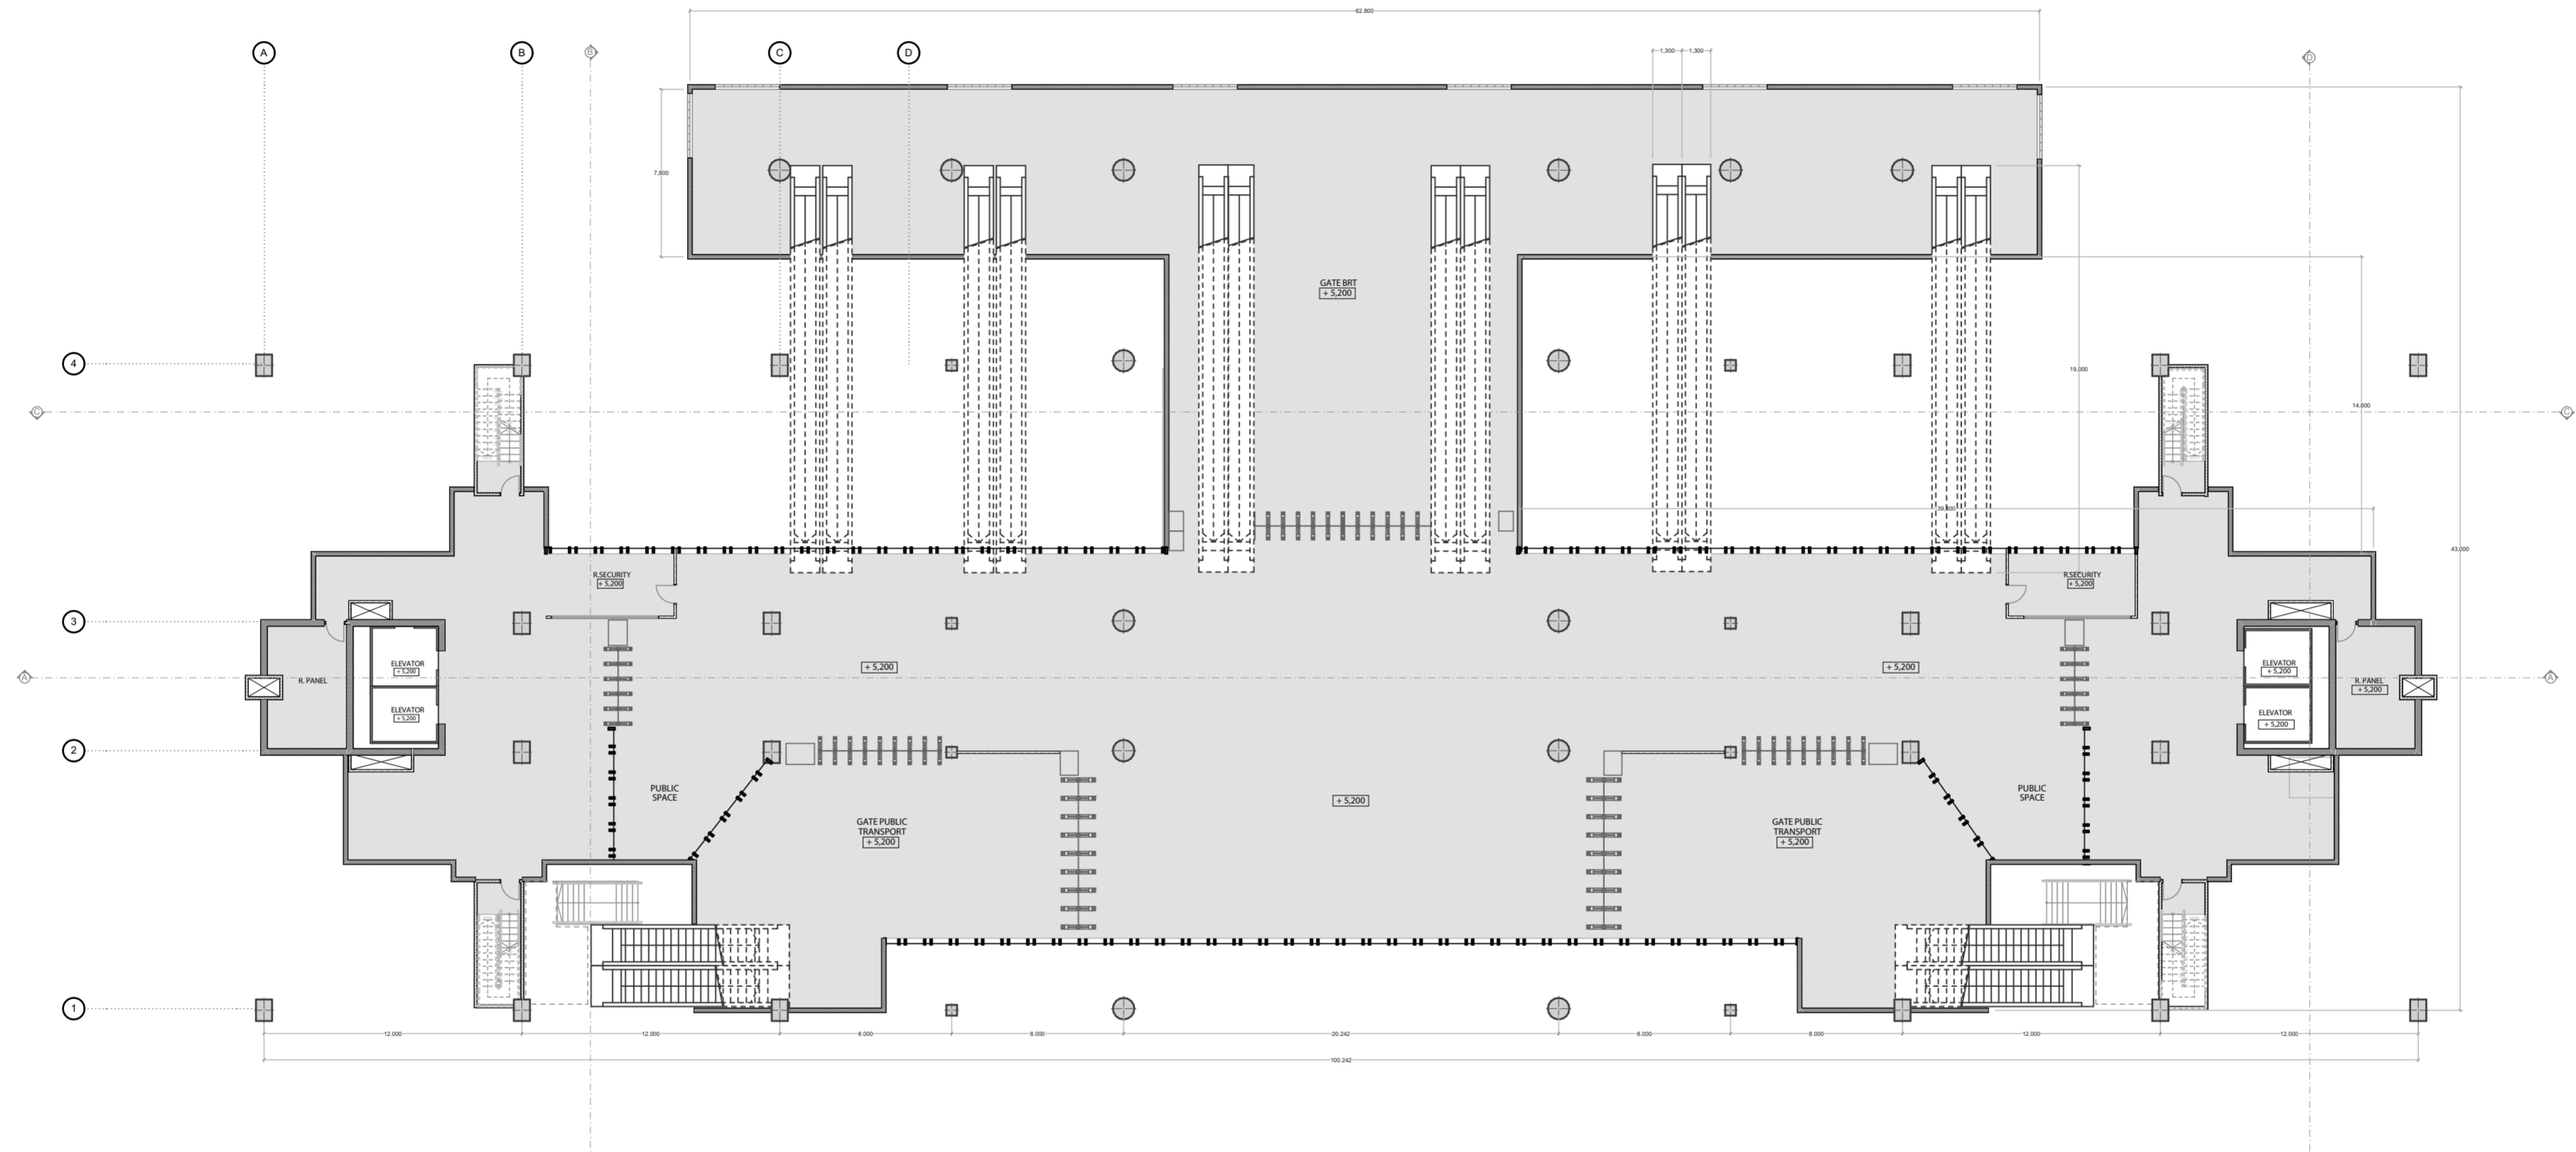 62.800
A
B
B
C
D
1,300
1,300
D
7,800
GATE BRT
+ 5,200
4
19,000
14,600
C
C
39,800
43,000
R.SECURITY
+ 5,200
R.SECURITY
+ 5,200
3
ELEVATOR
+ 5,200
+ 5,200
+ 5,200
ELEVATOR
+ 5,200
A
R. PANEL
R. PANEL
+ 5,200
A
ELEVATOR
+ 5,200
ELEVATOR
+ 5,200
2
PUBLIC
SPACE
PUBLIC
SPACE
+ 5,200
GATE PUBLIC
TRANSPORT
+ 5,200
GATE PUBLIC
TRANSPORT
+ 5,200
1
12.000
12.000
8.000
8.000
20.242
8.000
8.000
12.000
12.000
100.242